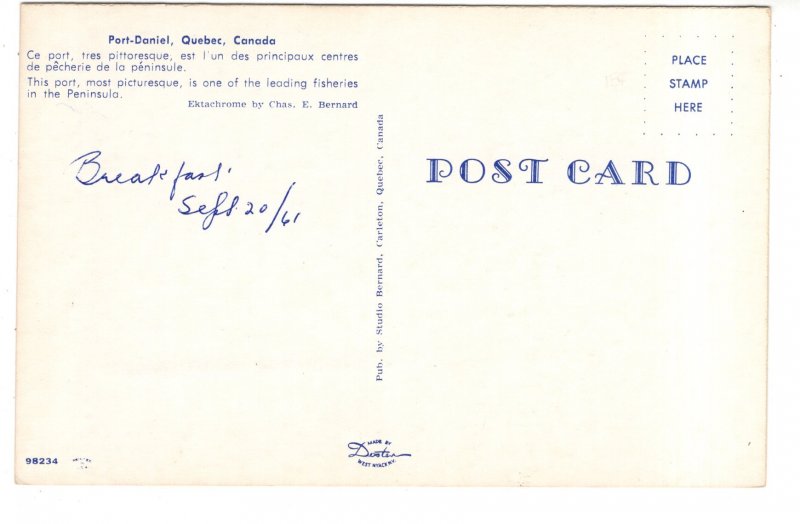 Port-Daniel, Quebec, Canada
Ce port, tres pittoresque, est l'un des principaux centres
de pêcherie de la péninsule.
This port, most picturesque, is one of the leading fisheries
in the Peninsula.
Ektachrome by Chas. E. Bernard
PLACE
STAMP
HERE
Breakfast
Sept. 20/61
POST CARD
Pub. by Studio Bernard, Carleton, Quebec, Canada
98234
MADE BY
Dexter
WEST NYACK N.Y.